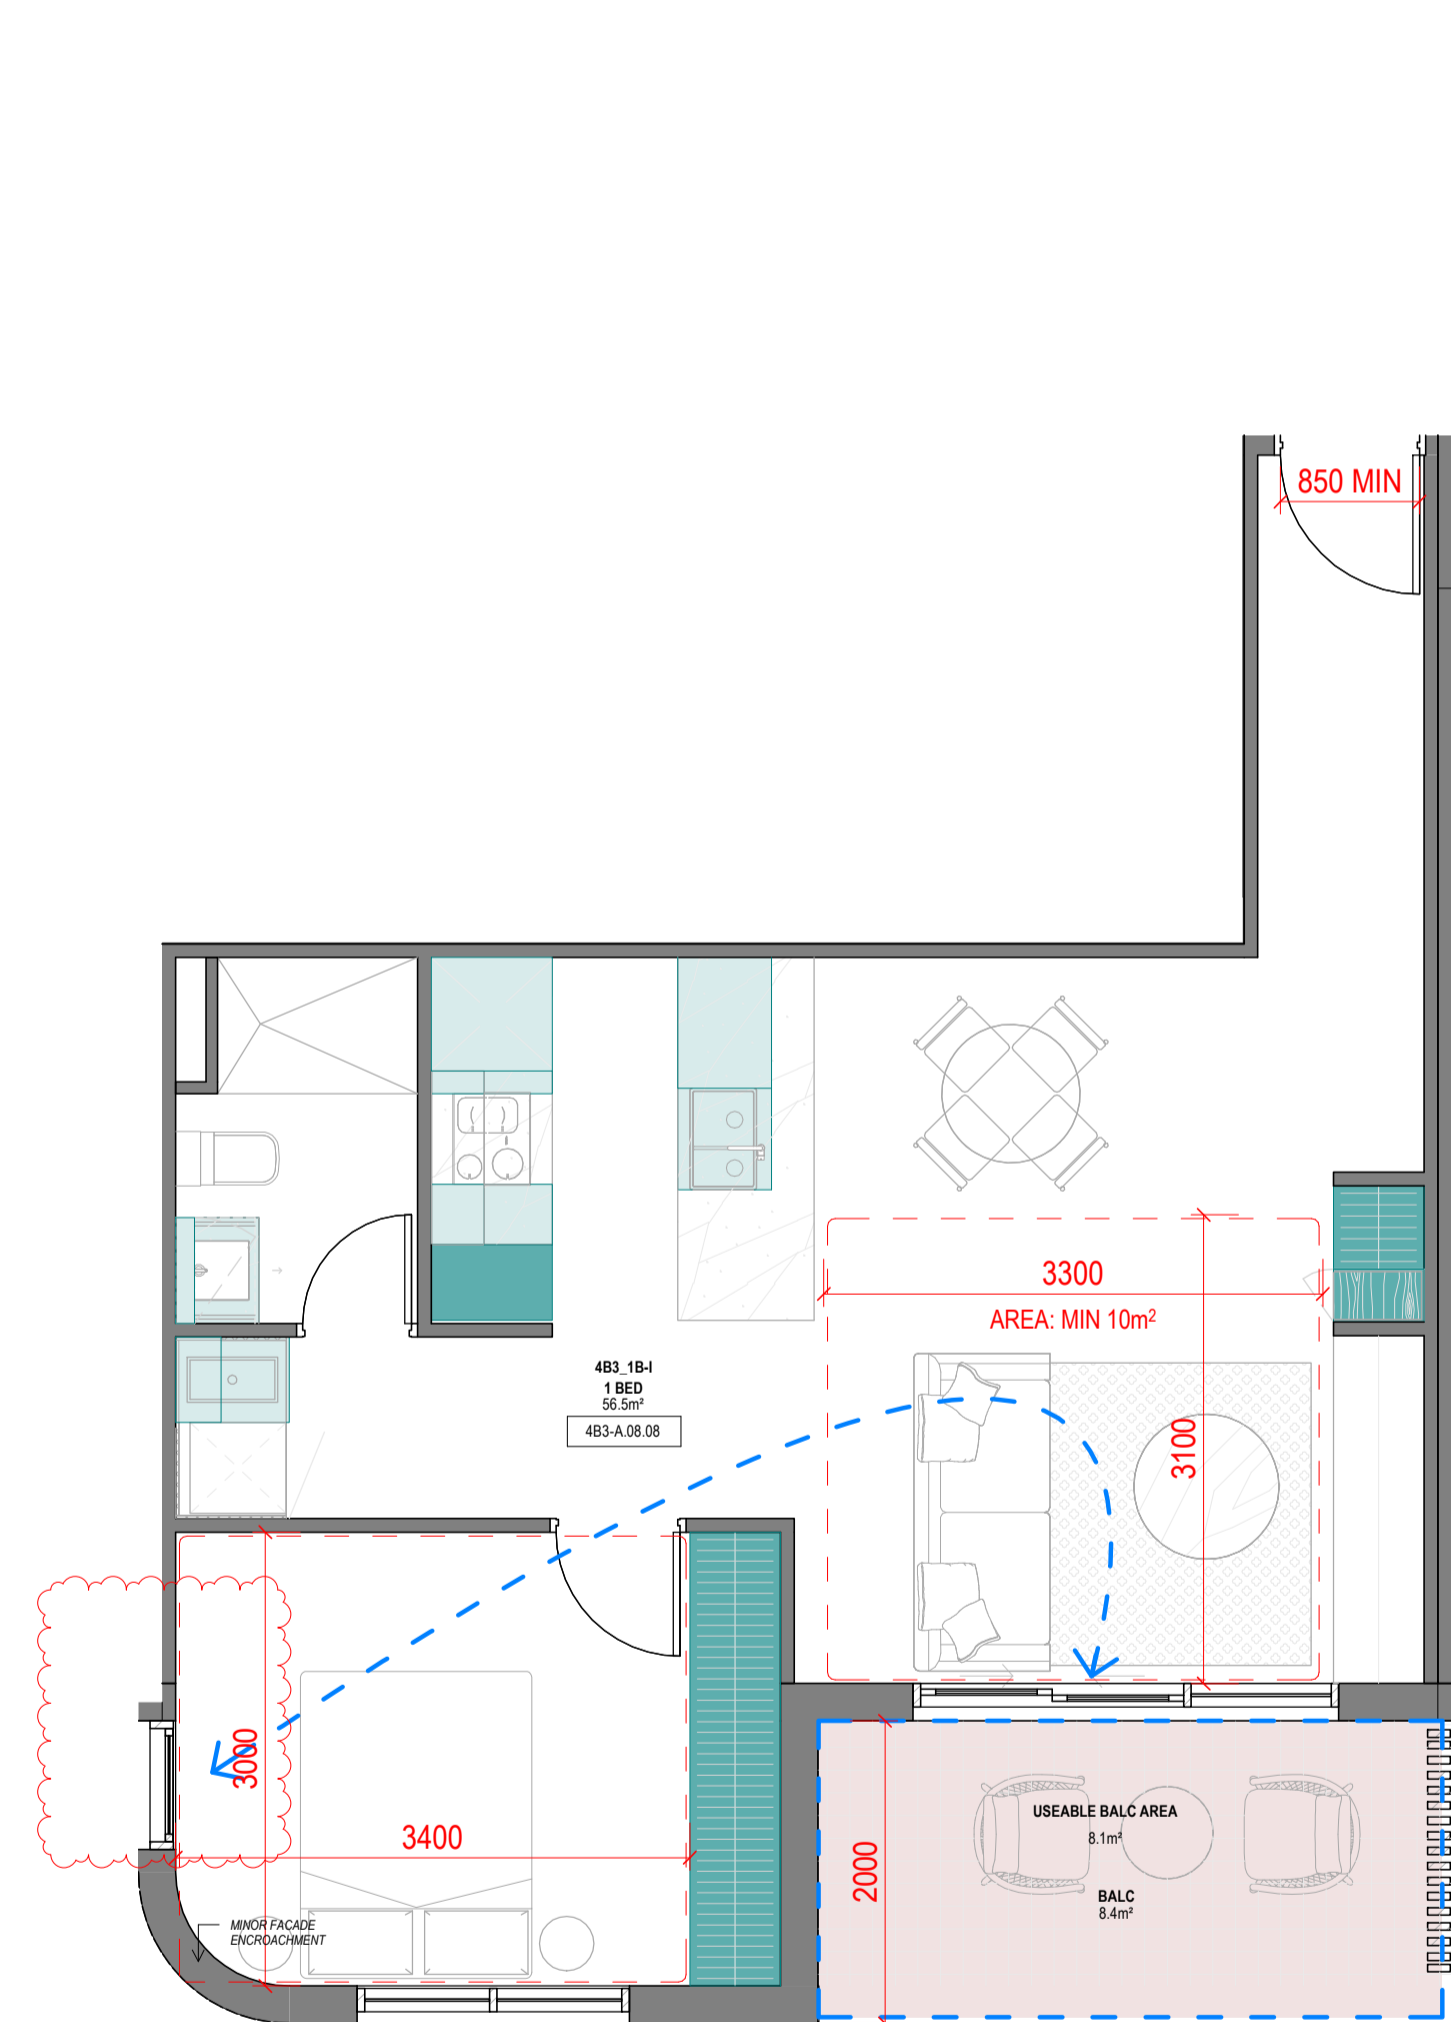 850 MIN
3300
AREA: MIN 10m²
4B3_1B-I
1 BED
56.5m²
4B3-A.08.08
3100
3000
3400
USEABLE BALC AREA
8.1m²
2000
BALC
8.4m²
MINOR FACADE
ENCROACHMENT